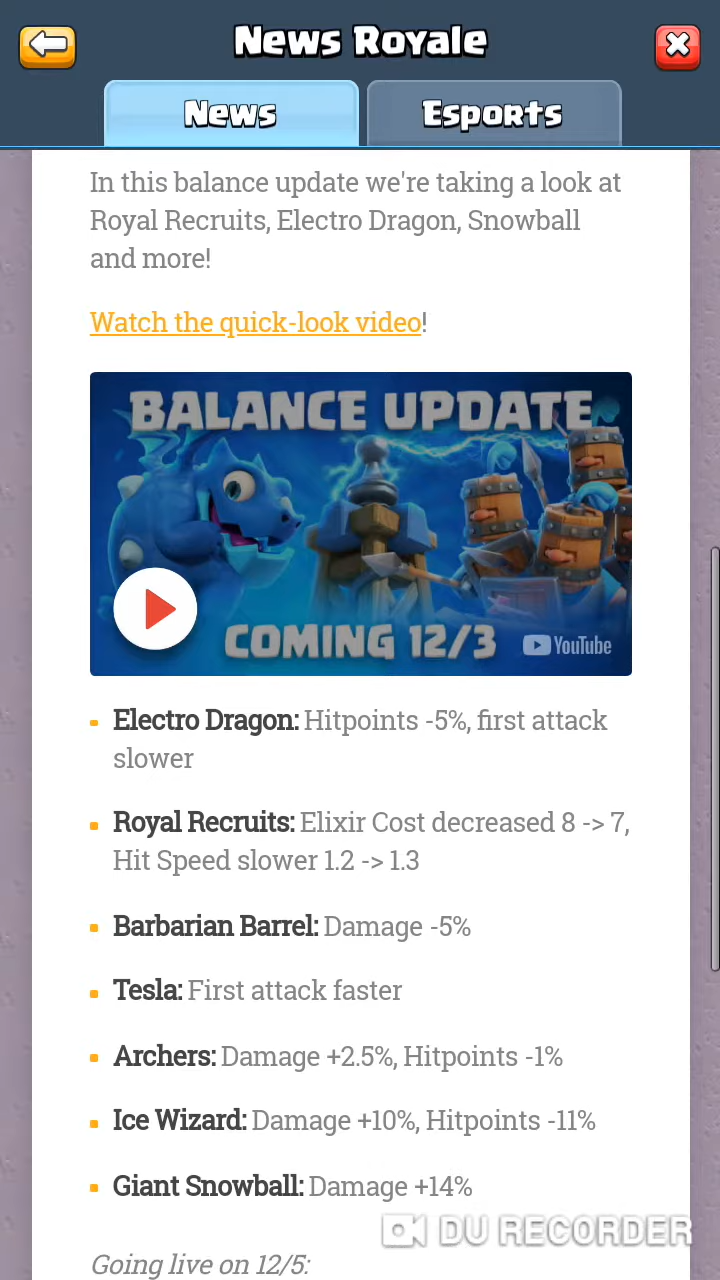 News Royale
News
Esports
In this balance update we're taking a look at
Royal Recruits, Electro Dragon, Snowball
and more!
Watch the quick-look video!
BALANCE UPDATE
COMING 12/3
YouTube
Electro Dragon: Hitpoints -5%, first attack
slower
Royal Recruits: Elixir Cost decreased 8 -> 7,
Hit Speed slower 1.2 -> 1.3
Barbarian Barrel: Damage -5%
Tesla: First attack faster
Archers: Damage +2.5%, Hitpoints -1%
Ice Wizard: Damage +10%, Hitpoints -11%
Giant Snowball: Damage +14%
DU RECORDER
Going live on 12/5: